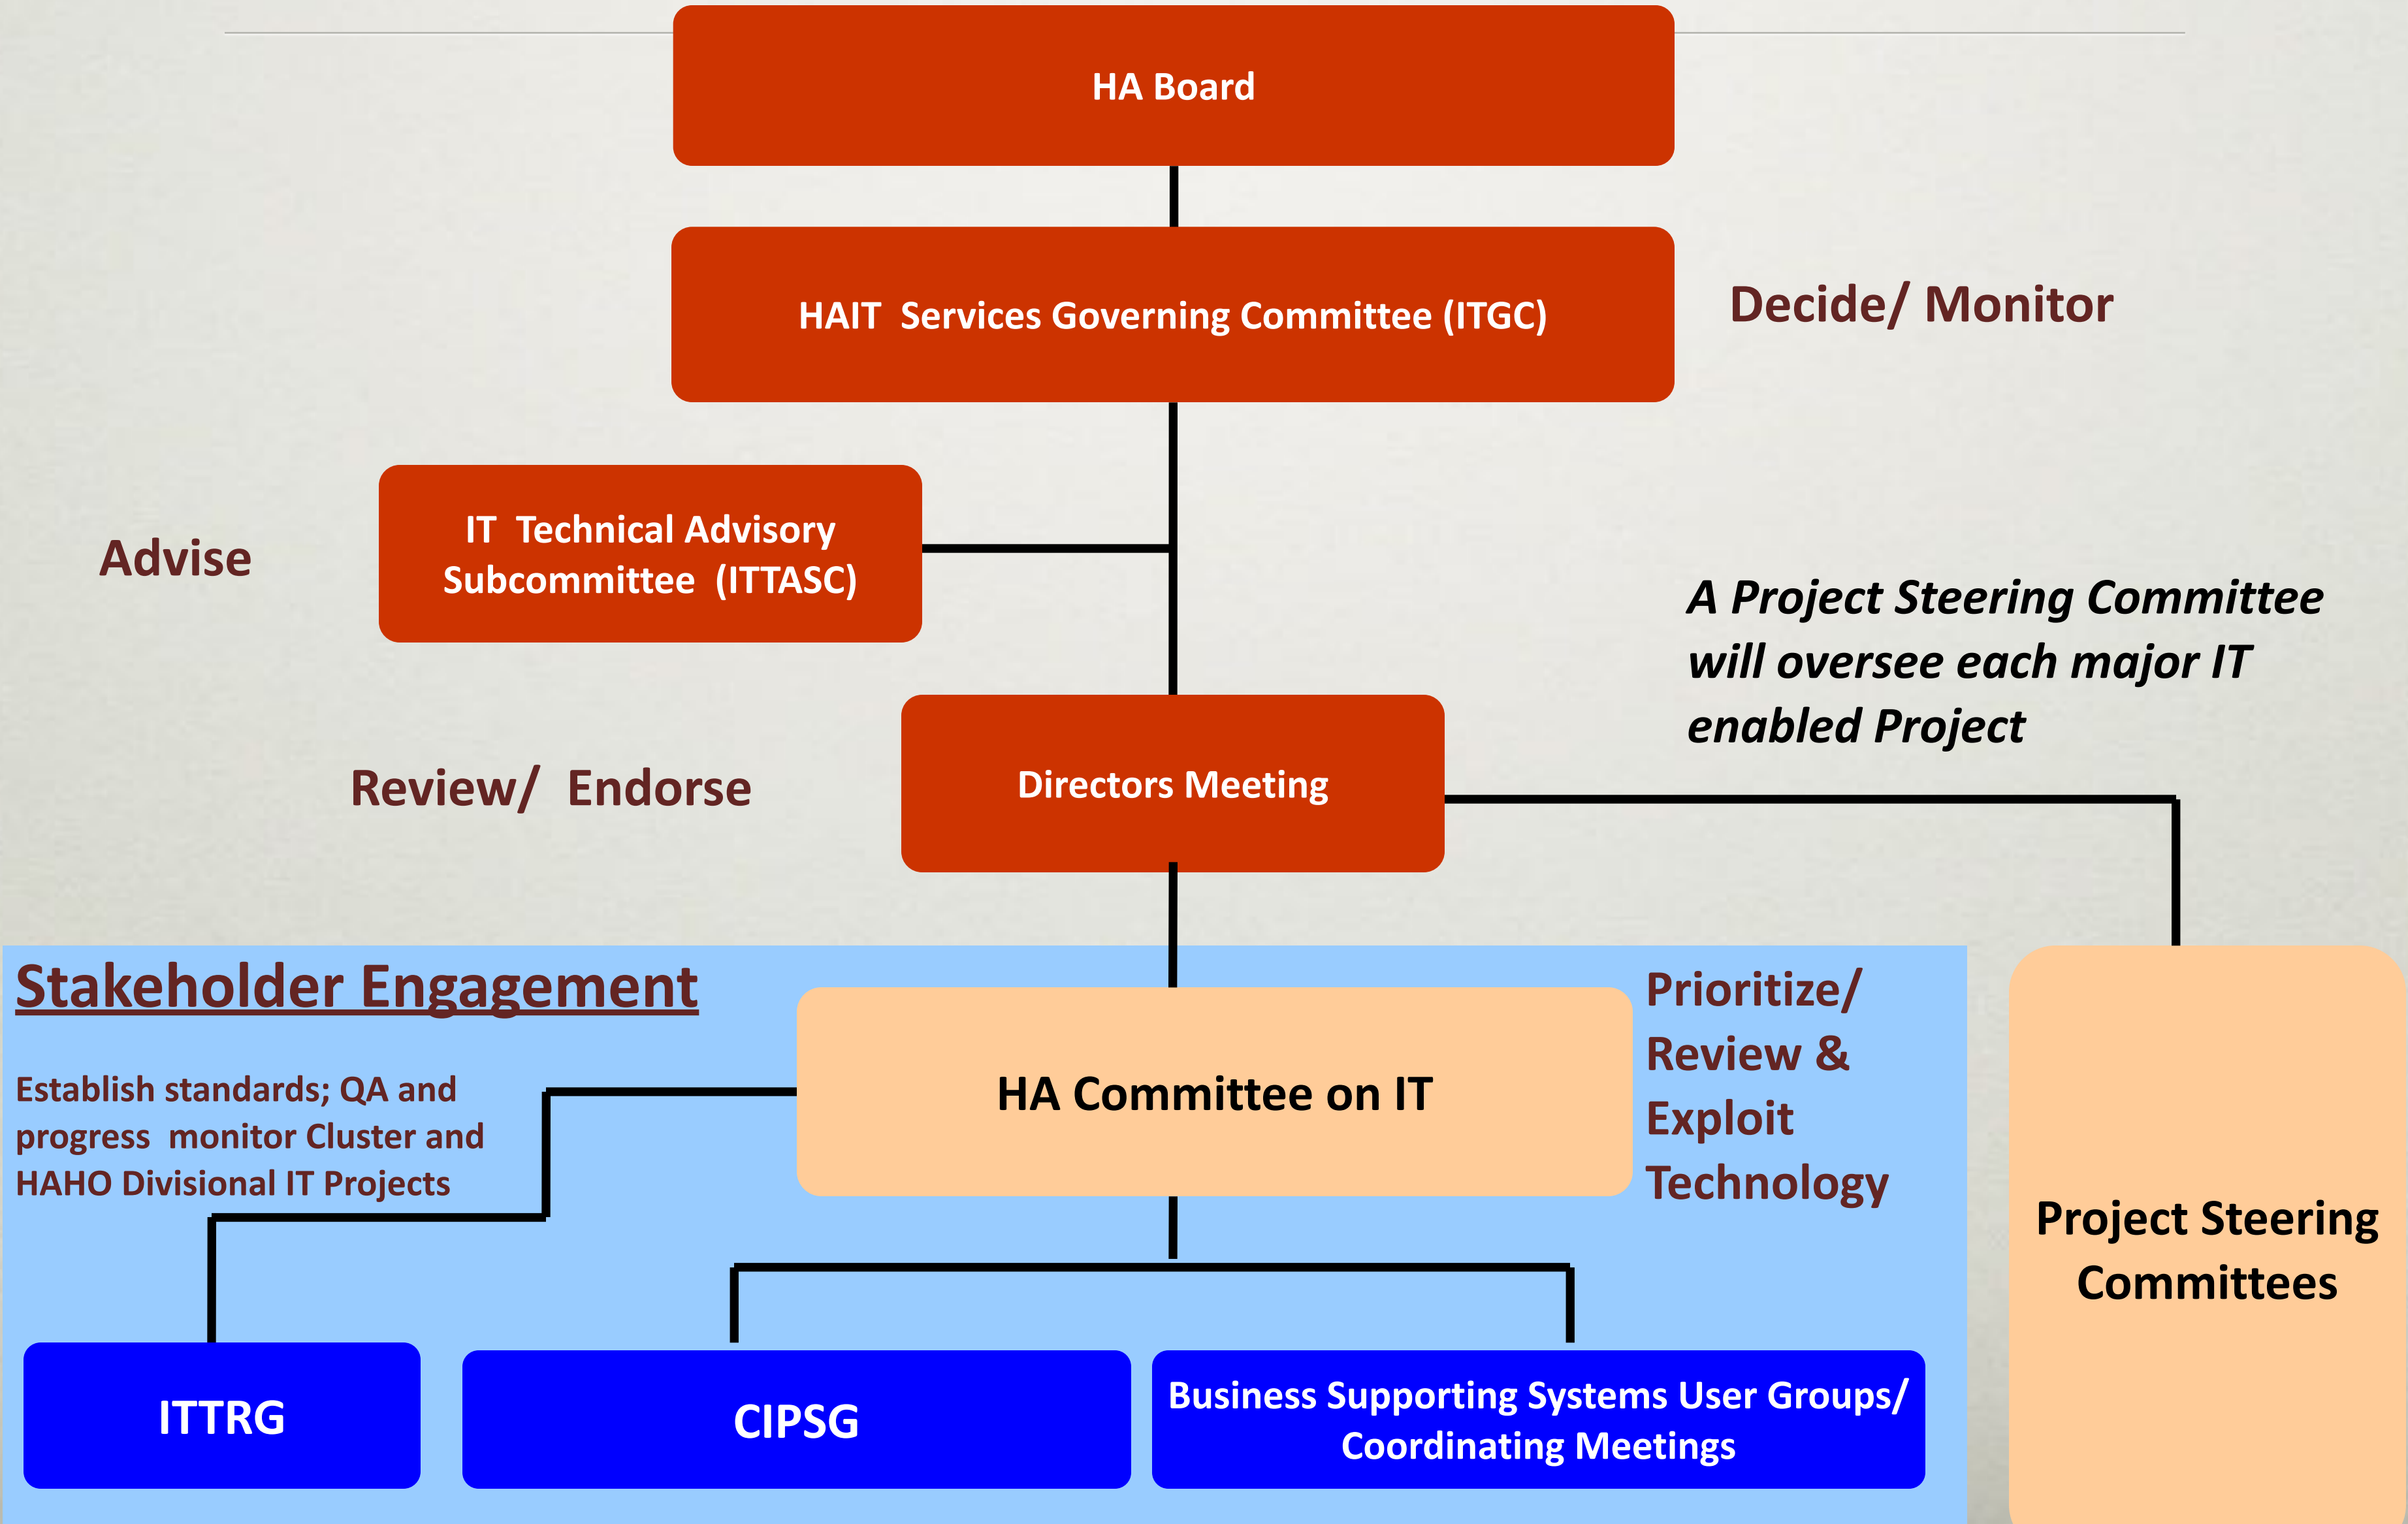 HA Board
HAIT  Services Governing Committee (ITGC)
Decide/ Monitor
IT  Technical Advisory
Subcommittee  (ITTASC)
Advise
A Project Steering Committee
will oversee each major IT
enabled Project
Directors Meeting
Review/  Endorse
Stakeholder Engagement
Establish standards; QA and
progress  monitor Cluster and
HAHO Divisional IT Projects
HA Committee on IT
Prioritize/
Review &
Exploit
Technology
Project Steering
Committees
ITTRG
CIPSG
Business Supporting Systems User Groups/
Coordinating Meetings